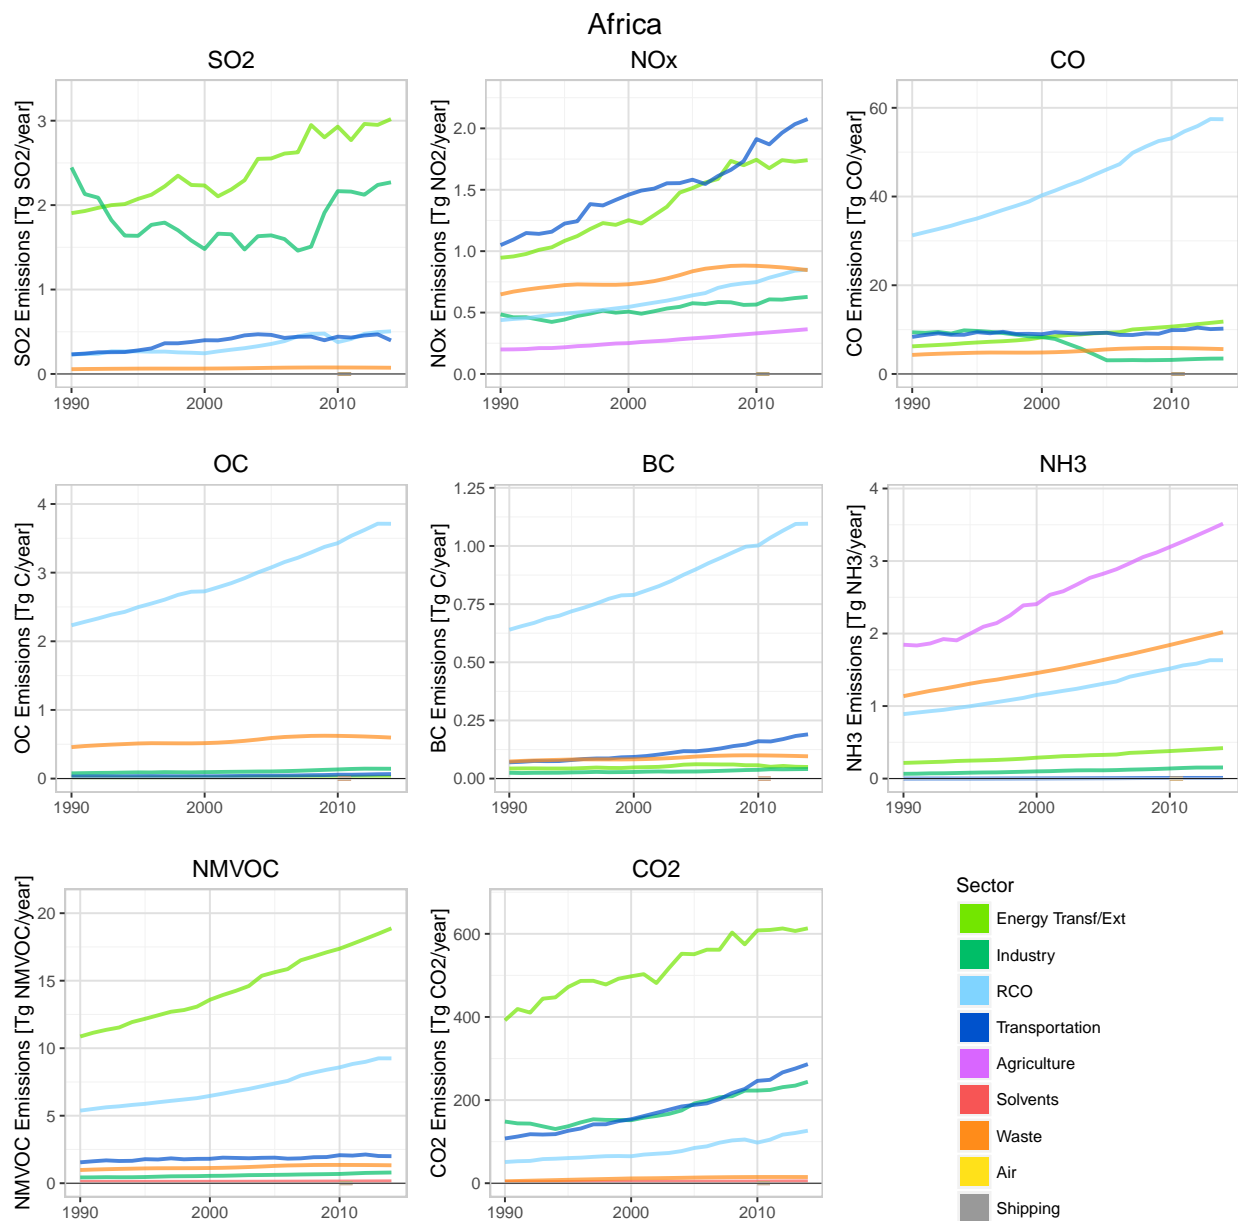 Africa
SO2
NOx
CO
SO2 Emissions [Tg SO2/year]
3
2
1
0
1990
2000
2010
NOx Emissions [Tg NO2/year]
2.0
1.5
1.0
0.5
0.0
1990
2000
2010
CO Emissions [Tg CO/year]
60
40
20
0
1990
2000
2010
OC
BC
NH3
OC Emissions [Tg C/year]
4
3
2
1
0
1990
2000
2010
BC Emissions [Tg C/year]
1.25
1.00
0.75
0.50
0.25
0.00
1990
2000
2010
NH3 Emissions [Tg NH3/year]
4
3
2
1
0
1990
2000
2010
NMVOC
CO2
NMVOC Emissions [Tg NMVOC/year]
20
15
10
5
0
1990
2000
2010
CO2 Emissions [Tg CO2/year]
600
400
200
0
1990
2000
2010
Sector
Energy Transf/Ext
Industry
RCO
Transportation
Agriculture
Solvents
Waste
Air
Shipping